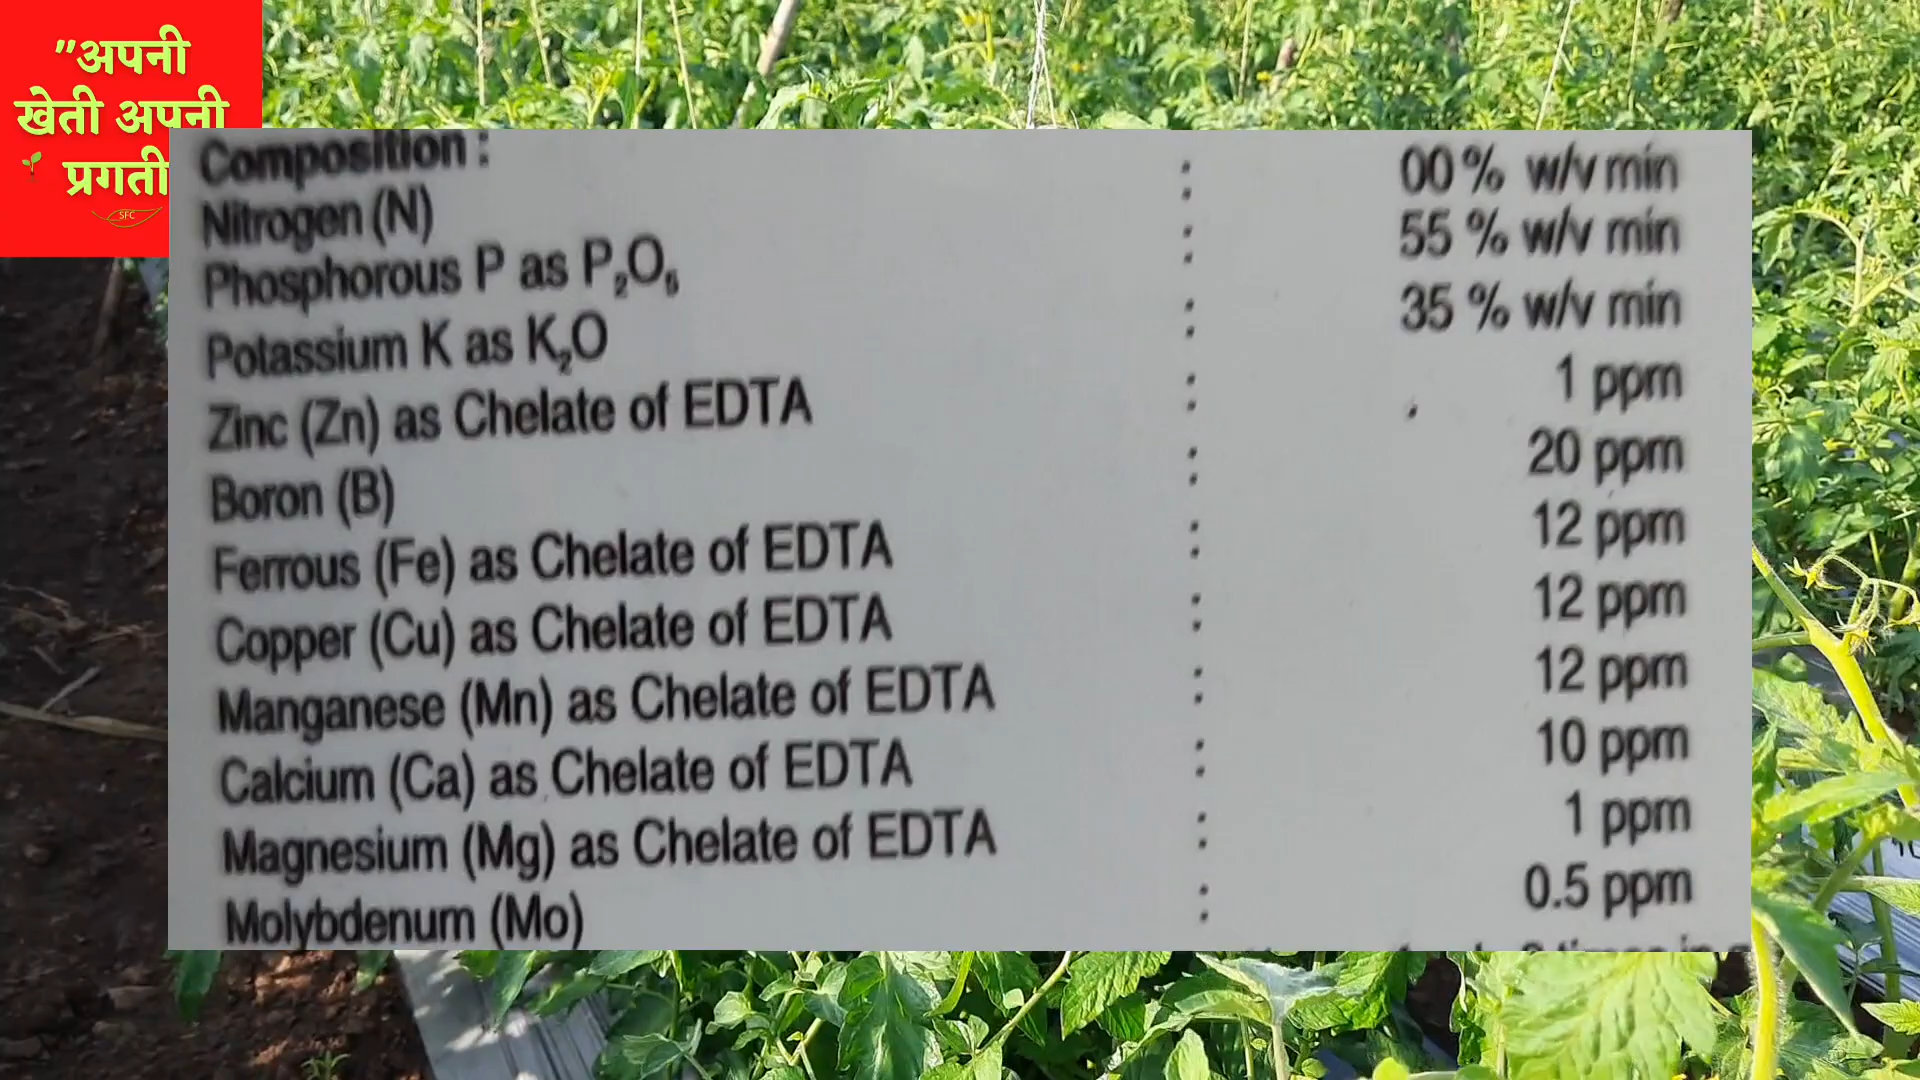 "अपनी
खेती अपनी
प्रगती
SFC
Composition :
Nitrogen (N) : 00% w/v min
Phosphorous P as P₂O₅ : 55 % w/v min
Potassium K as K₂O : 35 % w/v min
Zinc (Zn) as Chelate of EDTA : 1 ppm
Boron (B) : 20 ppm
Ferrous (Fe) as Chelate of EDTA : 12 ppm
Copper (Cu) as Chelate of EDTA : 12 ppm
Manganese (Mn) as Chelate of EDTA : 12 ppm
Calcium (Ca) as Chelate of EDTA : 10 ppm
Magnesium (Mg) as Chelate of EDTA : 1 ppm
Molybdenum (Mo) : 0.5 ppm